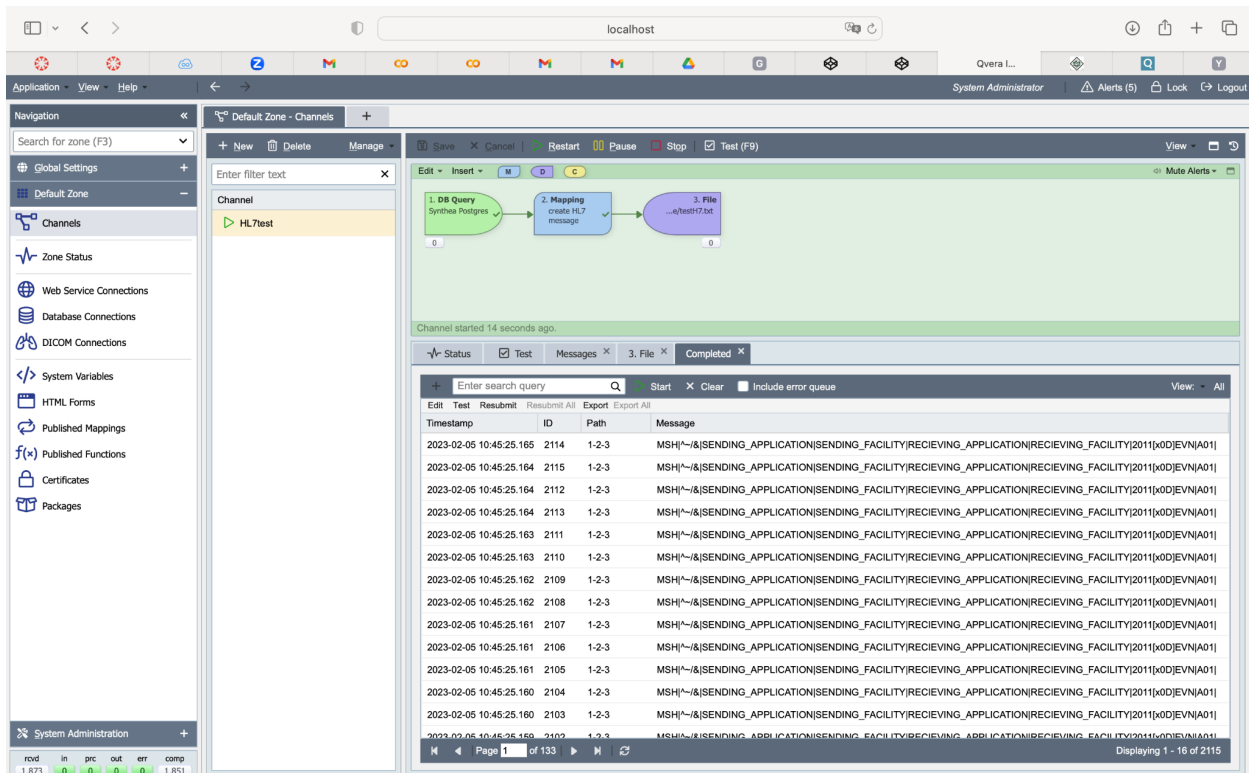 localhost
G
Qvera I...
Q
Y
Application View Help
System Administrator Alerts (5) Lock Logout
Navigation «
Search for zone (F3)
Global Settings +
Default Zone −
Channels
Zone Status
Web Service Connections
Database Connections
DICOM Connections
System Variables
HTML Forms
Published Mappings
Published Functions
Certificates
Packages
System Administration +
rcvd in prc out err comp
1,873 0 0 0 0 1,851
Default Zone - Channels +
+ New Delete Manage
Enter filter text
Channel
HL7test
Save Cancel Restart Pause Stop Test (F9) View
Edit Insert M D C Mute Alerts
1. DB Query
Synthea Postgres
0
2. Mapping
create HL7
message
3. File
...e/testH7.txt
0
Channel started 14 seconds ago.
Status Test Messages 3. File Completed
+ Enter search query Start Clear Include error queue View: All
Edit Test Resubmit Resubmit All Export Export All
Timestamp ID Path Message
2023-02-05 10:45:25.165 2114 1-2-3 MSH|^~/&|SENDING_APPLICATION|SENDING_FACILITY|RECIEVING_APPLICATION|RECIEVING_FACILITY|2011[x0D]EVN|A01|
2023-02-05 10:45:25.164 2115 1-2-3 MSH|^~/&|SENDING_APPLICATION|SENDING_FACILITY|RECIEVING_APPLICATION|RECIEVING_FACILITY|2011[x0D]EVN|A01|
2023-02-05 10:45:25.164 2112 1-2-3 MSH|^~/&|SENDING_APPLICATION|SENDING_FACILITY|RECIEVING_APPLICATION|RECIEVING_FACILITY|2011[x0D]EVN|A01|
2023-02-05 10:45:25.164 2113 1-2-3 MSH|^~/&|SENDING_APPLICATION|SENDING_FACILITY|RECIEVING_APPLICATION|RECIEVING_FACILITY|2011[x0D]EVN|A01|
2023-02-05 10:45:25.163 2111 1-2-3 MSH|^~/&|SENDING_APPLICATION|SENDING_FACILITY|RECIEVING_APPLICATION|RECIEVING_FACILITY|2011[x0D]EVN|A01|
2023-02-05 10:45:25.163 2110 1-2-3 MSH|^~/&|SENDING_APPLICATION|SENDING_FACILITY|RECIEVING_APPLICATION|RECIEVING_FACILITY|2011[x0D]EVN|A01|
2023-02-05 10:45:25.162 2109 1-2-3 MSH|^~/&|SENDING_APPLICATION|SENDING_FACILITY|RECIEVING_APPLICATION|RECIEVING_FACILITY|2011[x0D]EVN|A01|
2023-02-05 10:45:25.162 2108 1-2-3 MSH|^~/&|SENDING_APPLICATION|SENDING_FACILITY|RECIEVING_APPLICATION|RECIEVING_FACILITY|2011[x0D]EVN|A01|
2023-02-05 10:45:25.161 2107 1-2-3 MSH|^~/&|SENDING_APPLICATION|SENDING_FACILITY|RECIEVING_APPLICATION|RECIEVING_FACILITY|2011[x0D]EVN|A01|
2023-02-05 10:45:25.161 2106 1-2-3 MSH|^~/&|SENDING_APPLICATION|SENDING_FACILITY|RECIEVING_APPLICATION|RECIEVING_FACILITY|2011[x0D]EVN|A01|
2023-02-05 10:45:25.161 2105 1-2-3 MSH|^~/&|SENDING_APPLICATION|SENDING_FACILITY|RECIEVING_APPLICATION|RECIEVING_FACILITY|2011[x0D]EVN|A01|
2023-02-05 10:45:25.160 2104 1-2-3 MSH|^~/&|SENDING_APPLICATION|SENDING_FACILITY|RECIEVING_APPLICATION|RECIEVING_FACILITY|2011[x0D]EVN|A01|
2023-02-05 10:45:25.160 2103 1-2-3 MSH|^~/&|SENDING_APPLICATION|SENDING_FACILITY|RECIEVING_APPLICATION|RECIEVING_FACILITY|2011[x0D]EVN|A01|
2023-02-05 10:45:25.159 2102 1-2-3 MSH|^~/&|SENDING_APPLICATION|SENDING_FACILITY|RECIEVING_APPLICATION|RECIEVING_FACILITY|2011[x0D]EVN|A01|
Page 1 of 133 Displaying 1 - 16 of 2115